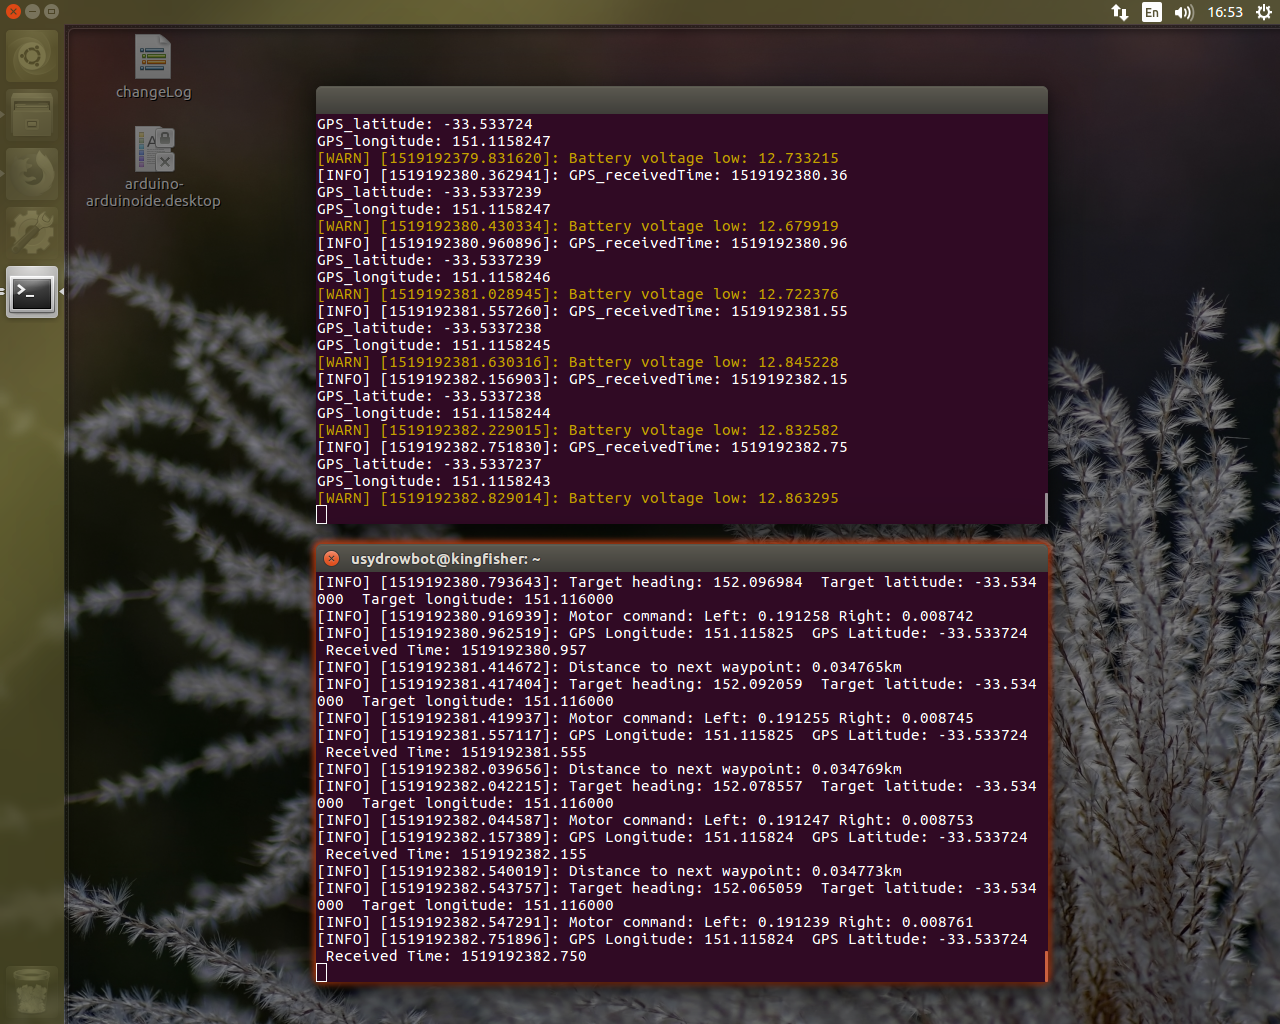 En
16:53
changeLog
arduino-
arduinoide.desktop
GPS_latitude: -33.533724
GPS_longitude: 151.1158247
[WARN] [1519192379.831620]: Battery voltage low: 12.733215
[INFO] [1519192380.362941]: GPS_receivedTime: 1519192380.36
GPS_latitude: -33.5337239
GPS_longitude: 151.1158247
[WARN] [1519192380.430334]: Battery voltage low: 12.679919
[INFO] [1519192380.960896]: GPS_receivedTime: 1519192380.96
GPS_latitude: -33.5337239
GPS_longitude: 151.1158246
[WARN] [1519192381.028945]: Battery voltage low: 12.722376
[INFO] [1519192381.557260]: GPS_receivedTime: 1519192381.55
GPS_latitude: -33.5337238
GPS_longitude: 151.1158245
[WARN] [1519192381.630316]: Battery voltage low: 12.845228
[INFO] [1519192382.156903]: GPS_receivedTime: 1519192382.15
GPS_latitude: -33.5337238
GPS_longitude: 151.1158244
[WARN] [1519192382.229015]: Battery voltage low: 12.832582
[INFO] [1519192382.751830]: GPS_receivedTime: 1519192382.75
GPS_latitude: -33.5337237
GPS_longitude: 151.1158243
[WARN] [1519192382.829014]: Battery voltage low: 12.863295
usydrowbot@kingfisher: ~
[INFO] [1519192380.793643]: Target heading: 152.096984  Target latitude: -33.534
000  Target longitude: 151.116000
[INFO] [1519192380.916939]: Motor command: Left: 0.191258 Right: 0.008742
[INFO] [1519192380.962519]: GPS Longitude: 151.115825  GPS Latitude: -33.533724
Received Time: 1519192380.957
[INFO] [1519192381.414672]: Distance to next waypoint: 0.034765km
[INFO] [1519192381.417404]: Target heading: 152.092059  Target latitude: -33.534
000  Target longitude: 151.116000
[INFO] [1519192381.419937]: Motor command: Left: 0.191255 Right: 0.008745
[INFO] [1519192381.557117]: GPS Longitude: 151.115825  GPS Latitude: -33.533724
Received Time: 1519192381.555
[INFO] [1519192382.039656]: Distance to next waypoint: 0.034769km
[INFO] [1519192382.042215]: Target heading: 152.078557  Target latitude: -33.534
000  Target longitude: 151.116000
[INFO] [1519192382.044587]: Motor command: Left: 0.191247 Right: 0.008753
[INFO] [1519192382.157389]: GPS Longitude: 151.115824  GPS Latitude: -33.533724
Received Time: 1519192382.155
[INFO] [1519192382.540019]: Distance to next waypoint: 0.034773km
[INFO] [1519192382.543757]: Target heading: 152.065059  Target latitude: -33.534
000  Target longitude: 151.116000
[INFO] [1519192382.547291]: Motor command: Left: 0.191239 Right: 0.008761
[INFO] [1519192382.751896]: GPS Longitude: 151.115824  GPS Latitude: -33.533724
Received Time: 1519192382.750